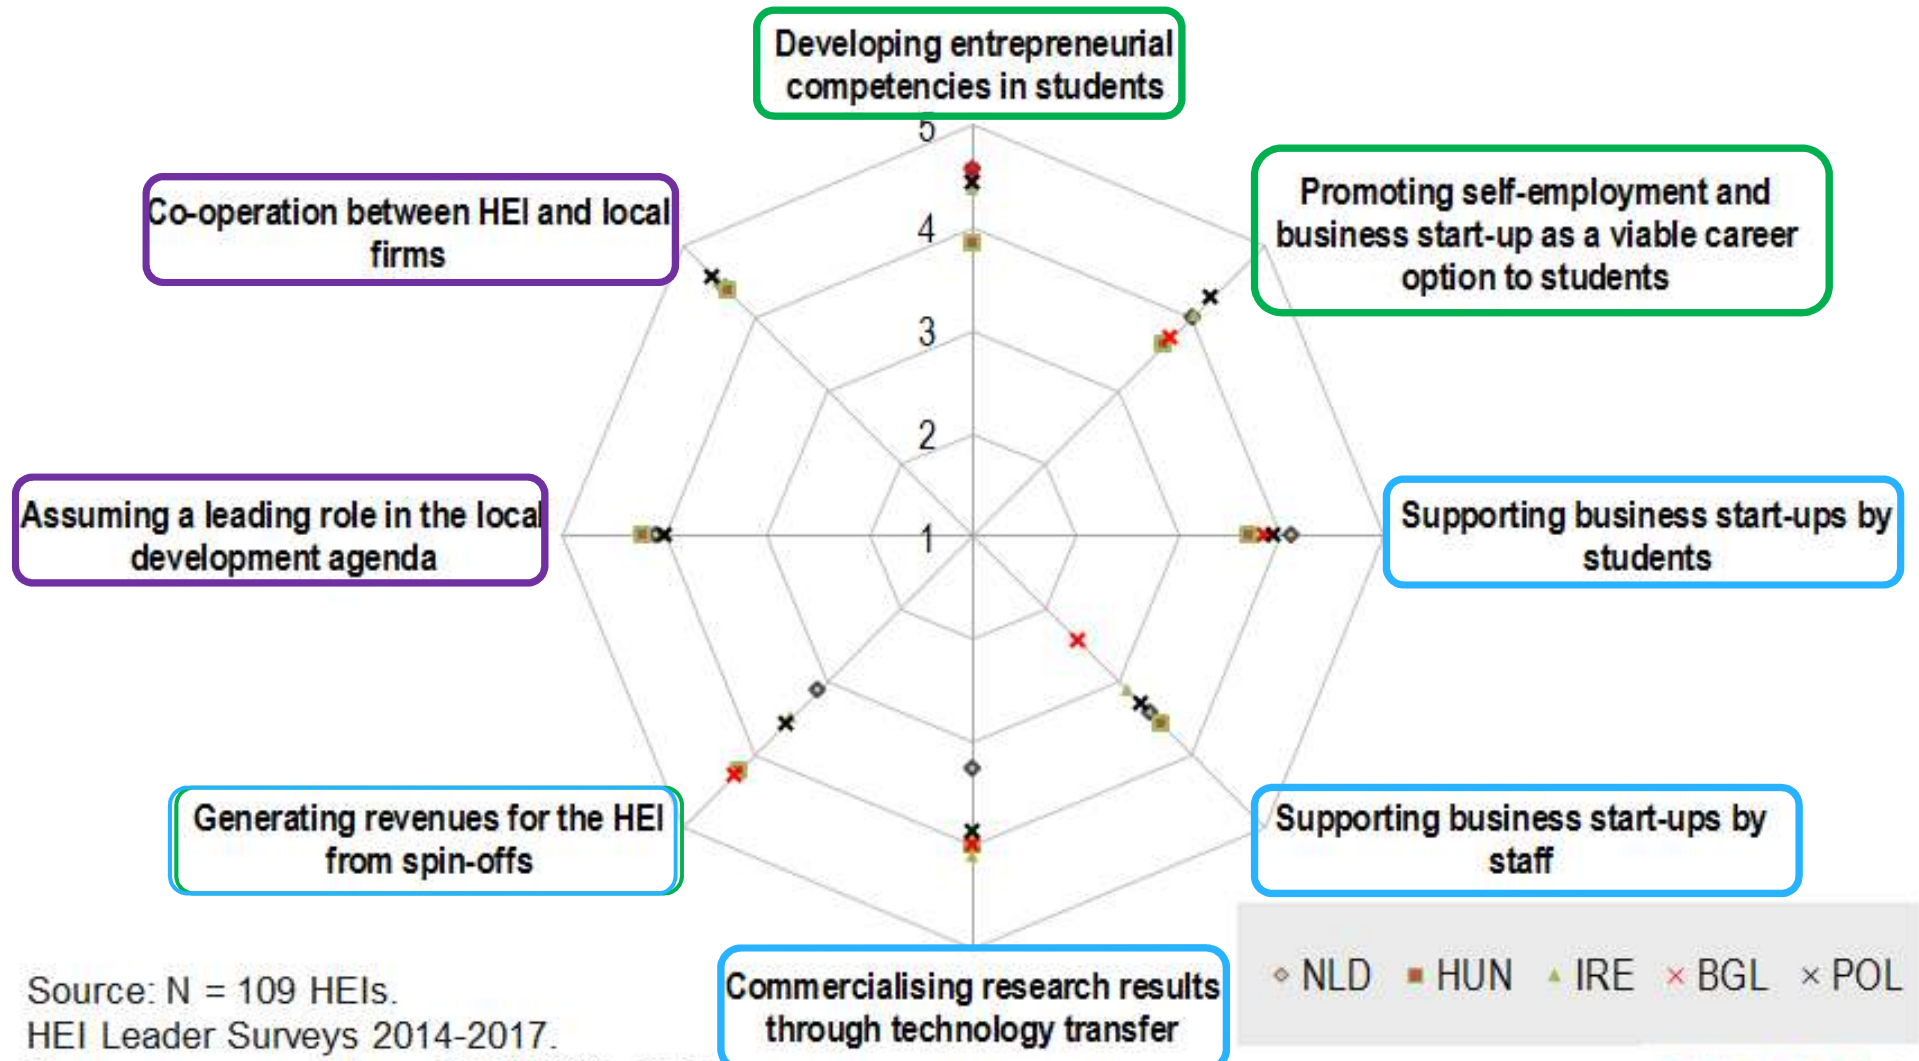 Developing entrepreneurial
competencies in students
5
Co-operation between HEI and local
firms
Promoting self-employment and
business start-up as a viable career
option to students
4
3
2
Assuming a leading role in the local
development agenda
1
Supporting business start-ups by
students
Generating revenues for the HEI
from spin-offs
Supporting business start-ups by
staff
Commercialising research results
through technology transfer
NLD HUN IRE BGL POL
Source: N = 109 HEIs.
HEI Leader Surveys 2014-2017.